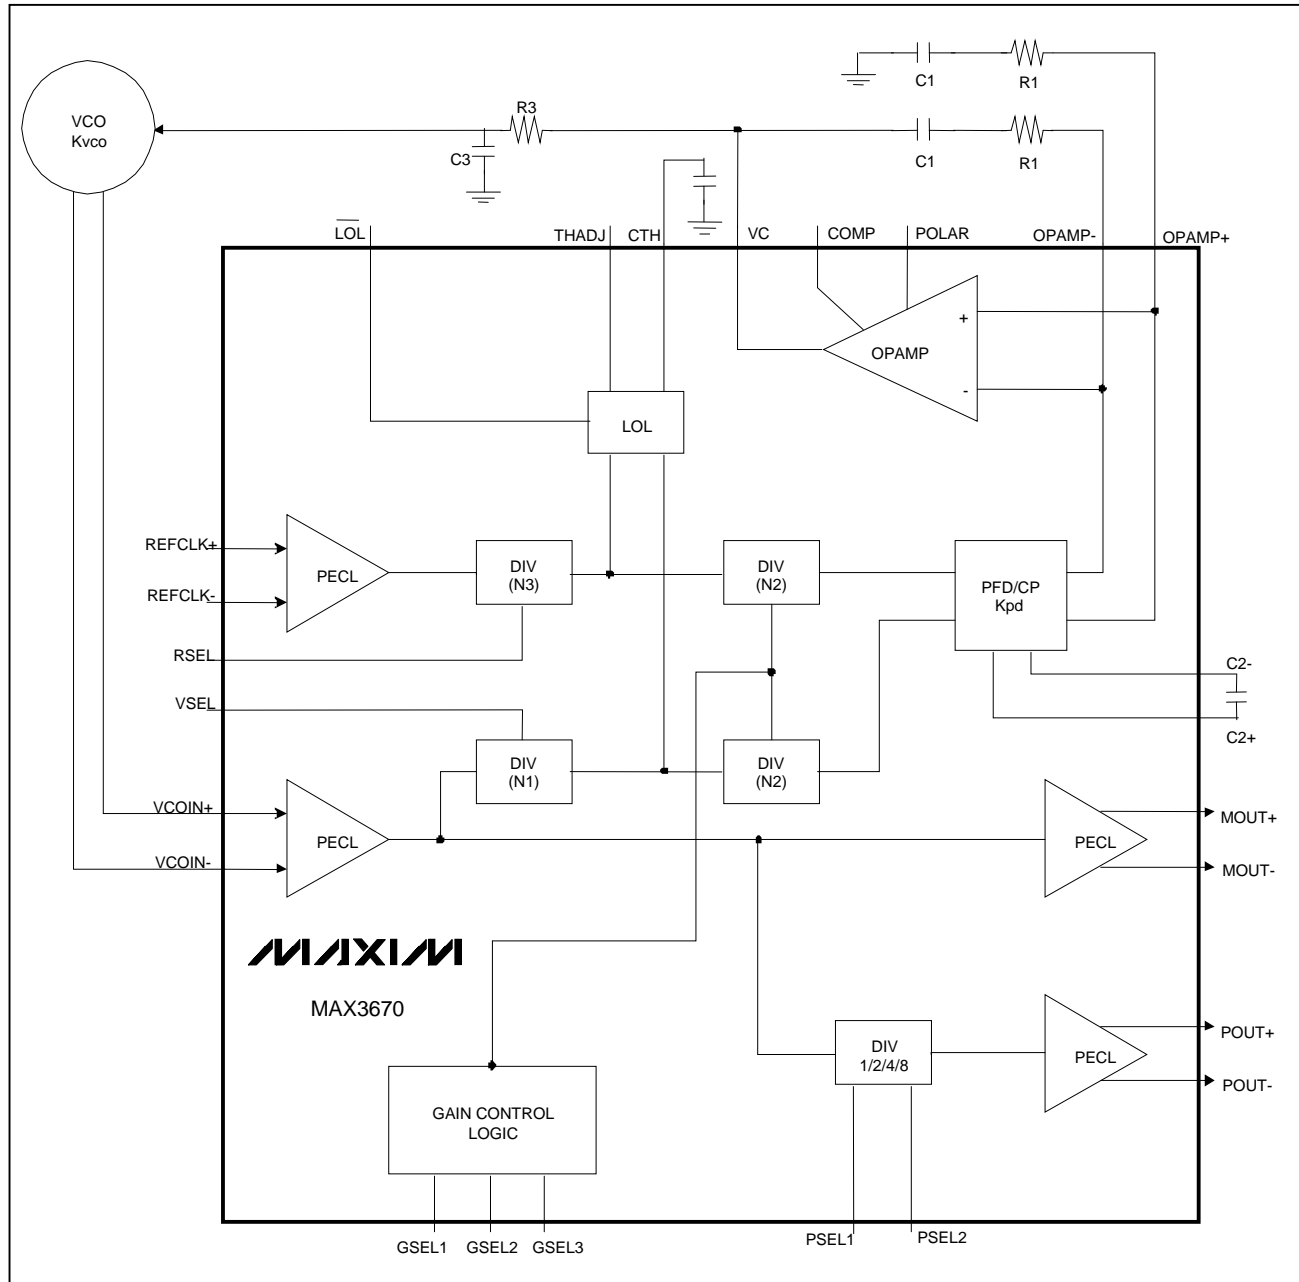 C1
R1
VCO
Kvco
R3
C3
C1
R1
LOL
THADJ
CTH
VC
COMP
POLAR
OPAMP-
OPAMP+
+
OPAMP
-
LOL
REFCLK+
PECL
REFCLK-
DIV
(N3)
DIV
(N2)
PFD/CP
Kpd
RSEL
VSEL
C2-
C2+
DIV
(N1)
DIV
(N2)
VCOIN+
PECL
VCOIN-
PECL
MOUT+
MOUT-
MAXIM
MAX3670
DIV
1/2/4/8
PECL
POUT+
POUT-
GAIN CONTROL
LOGIC
GSEL1
GSEL2
GSEL3
PSEL1
PSEL2